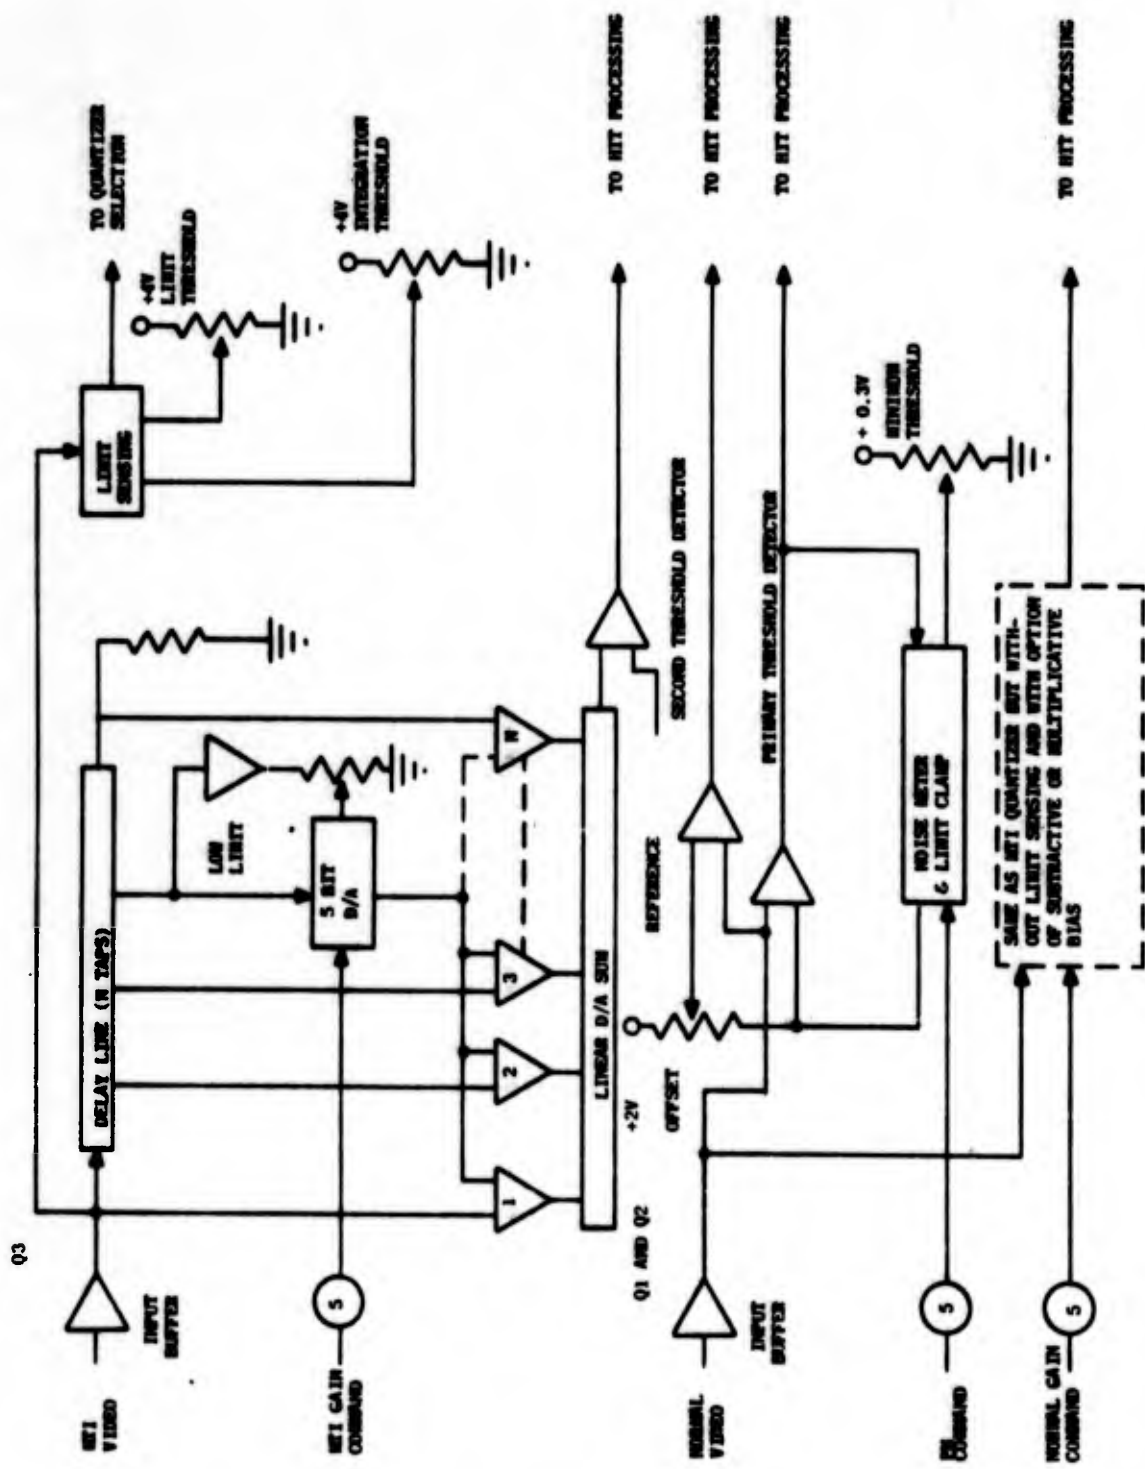 Q3
MTI
VIDEO
INPUT
BUFFER
DELAY LINE (N TAPS)
LIMIT
SENSING
TO QUANTIZER
SELECTION
+6V
LIMIT
THRESHOLD
+6V
INTEGRATION
THRESHOLD
LOW
LIMIT
MTI GAIN
COMMAND
5
5 BIT
D/A
1
2
3
N
LINEAR D/A SUM
TO HIT PROCESSING
SECOND THRESHOLD DETECTOR
REFERENCE
+2V
OFFSET
Q1 AND Q2
NORMAL
VIDEO
INPUT
BUFFER
TO HIT PROCESSING
PRIMARY THRESHOLD DETECTOR
TO HIT PROCESSING
+ 0.3V
MINIMUM
THRESHOLD
NOISE METER
& LIMIT CLAMP
COMMAND
5
NORMAL GAIN
COMMAND
5
SAME AS MTI QUANTIZER BUT WITH-
OUT LIMIT SENSING AND WITH OPTION
OF SUBTRACTIVE OR MULTIPLICATIVE
BIAS
TO HIT PROCESSING